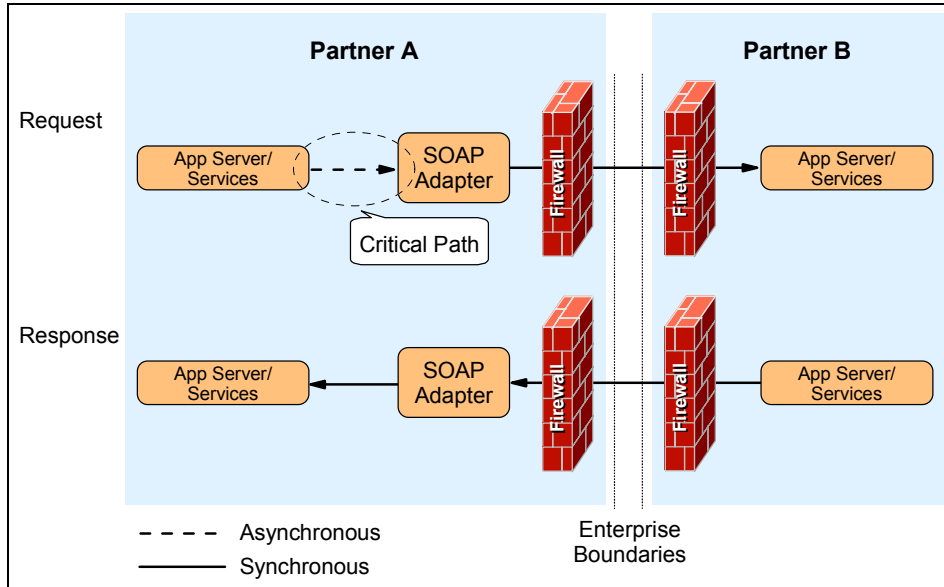 Partner A
Partner B
Request
App Server/
Services
SOAP
Adapter
Firewall
Firewall
App Server/
Services
Critical Path
Response
App Server/
Services
SOAP
Adapter
Firewall
Firewall
App Server/
Services
Asynchronous
Synchronous
Enterprise
Boundaries